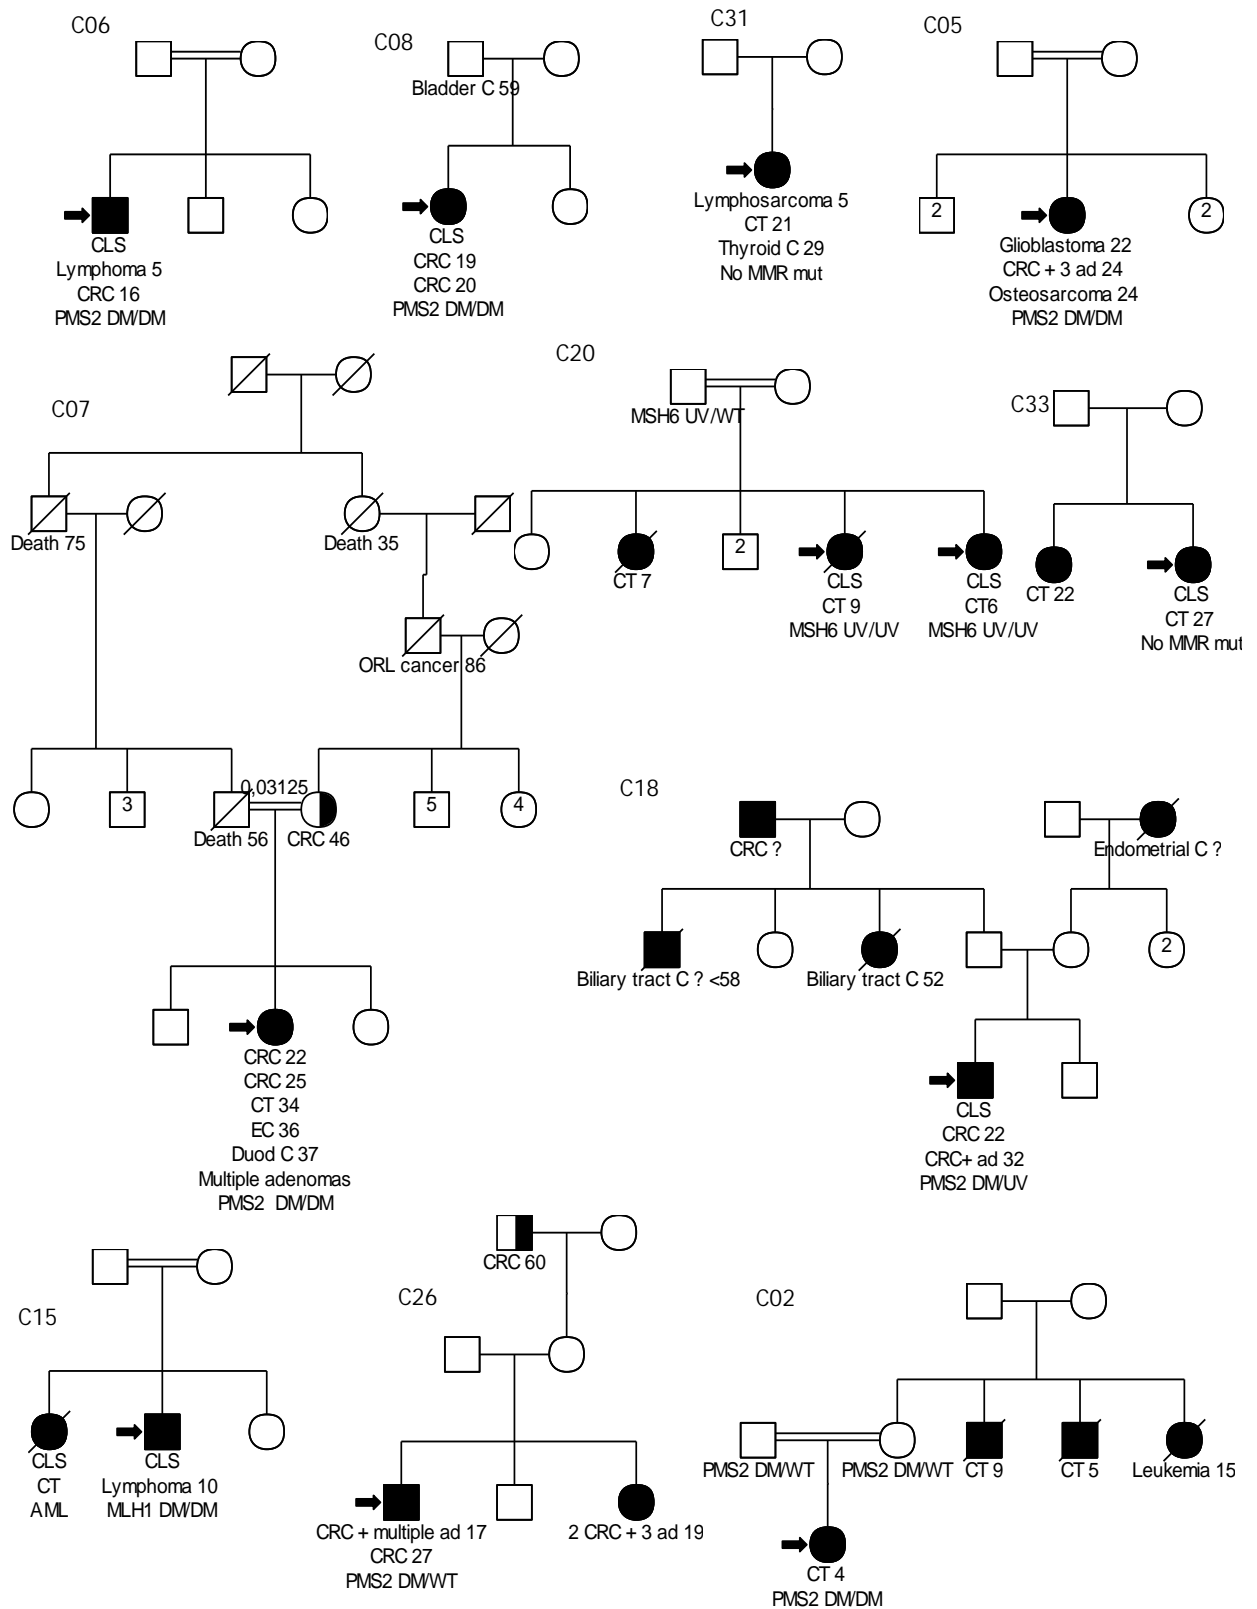 C06
C08
Bladder C 59
C31
C05
2
2
CLS
Lymphoma 5
CRC 16
PMS2 DM/DM
CLS
CRC 19
CRC 20
PMS2 DM/DM
Lymphosarcoma 5
CT 21
Thyroid C 29
No MMR mut
Glioblastoma 22
CRC + 3 ad 24
Osteosarcoma 24
PMS2 DM/DM
C07
Death 75
Death 35
ORL cancer 86
3
0,03125
5
4
Death 56
CRC 46
CRC 22
CRC 25
CT 34
EC 36
Duod C 37
Multiple adenomas
PMS2 DM/DM
C20
MSH6 UV/WT
2
CT 7
CLS
CT 9
MSH6 UV/UV
CLS
CT6
MSH6 UV/UV
C33
CT 22
CLS
CT 27
No MMR mut
C18
CRC ?
Endometrial C ?
2
Biliary tract C ? <58
Biliary tract C 52
CLS
CRC 22
CRC+ ad 32
PMS2 DM/UV
C15
CLS
CT
AML
CLS
Lymphoma 10
MLH1 DM/DM
C26
CRC 60
CRC + multiple ad 17
CRC 27
PMS2 DM/WT
2 CRC + 3 ad 19
C02
PMS2 DM/WT
PMS2 DM/WT
CT 9
CT 5
Leukemia 15
CT 4
PMS2 DM/DM